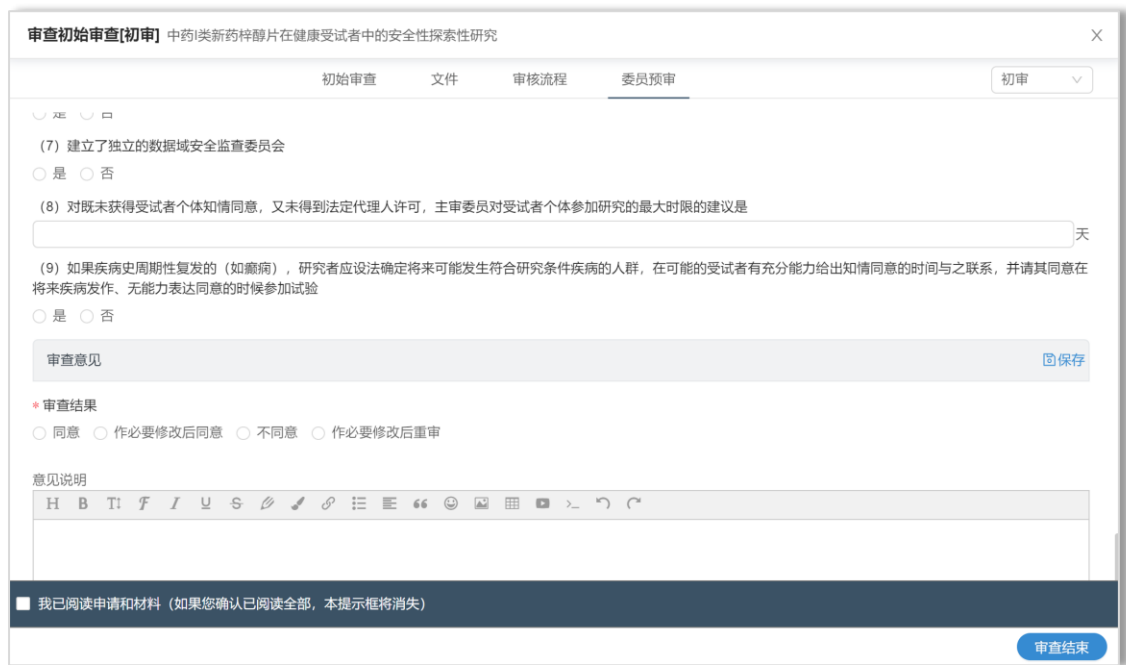 审查初始审查[初审] 中药I类新药梓醇片在健康受试者中的安全性探索性研究
初始审查 文件 审核流程 委员预审 初审
是 否
（7）建立了独立的数据域安全监查委员会
是 否
（8）对既未获得受试者个体知情同意，又未得到法定代理人许可，主审委员对受试者个体参加研究的最大时限的建议是
天
（9）如果疾病史周期性复发的（如癫痫），研究者应设法确定将来可能发生符合研究条件疾病的人群，在可能的受试者有充分能力给出知情同意的时间与之联系，并请其同意在
将来疾病发作、无能力表达同意的时候参加试验
是 否
审查意见 保存
* 审查结果
同意 作必要修改后同意 不同意 作必要修改后重审
意见说明
H B T F I U S
我已阅读申请和材料（如果您确认已阅读全部，本提示框将消失）
审查结束